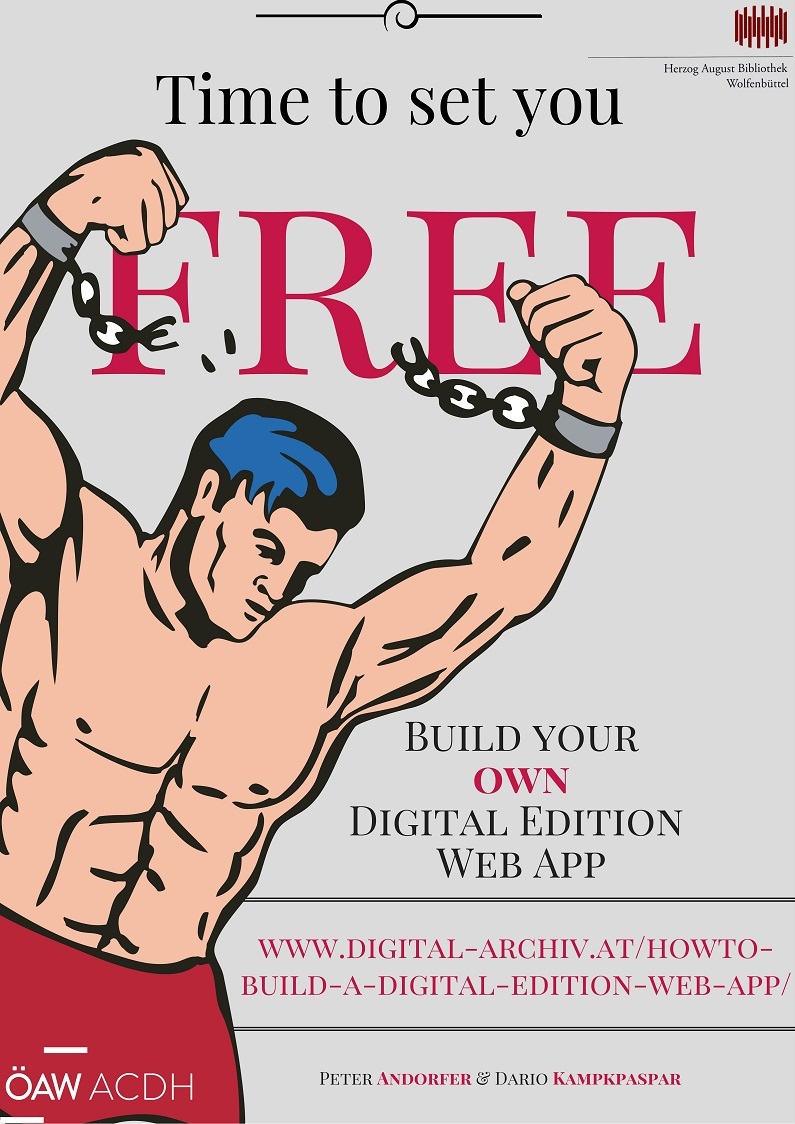 Herzog August Bibliothek
Wolfenbüttel
Time to set you
FREE
Build your
own
Digital Edition
Web App
www.digital-archiv.at/howto-
build-a-digital-edition-web-app/
Peter Andorfer & Dario Kampkpaspar
ÖAW ACDH